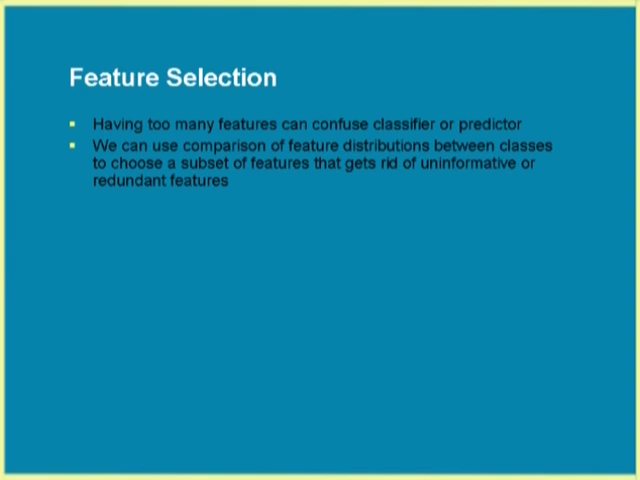 Feature Selection
Having too many features can confuse classifier or predictor
We can use comparison of feature distributions between classes
to choose a subset of features that gets rid of uninformative or
redundant features